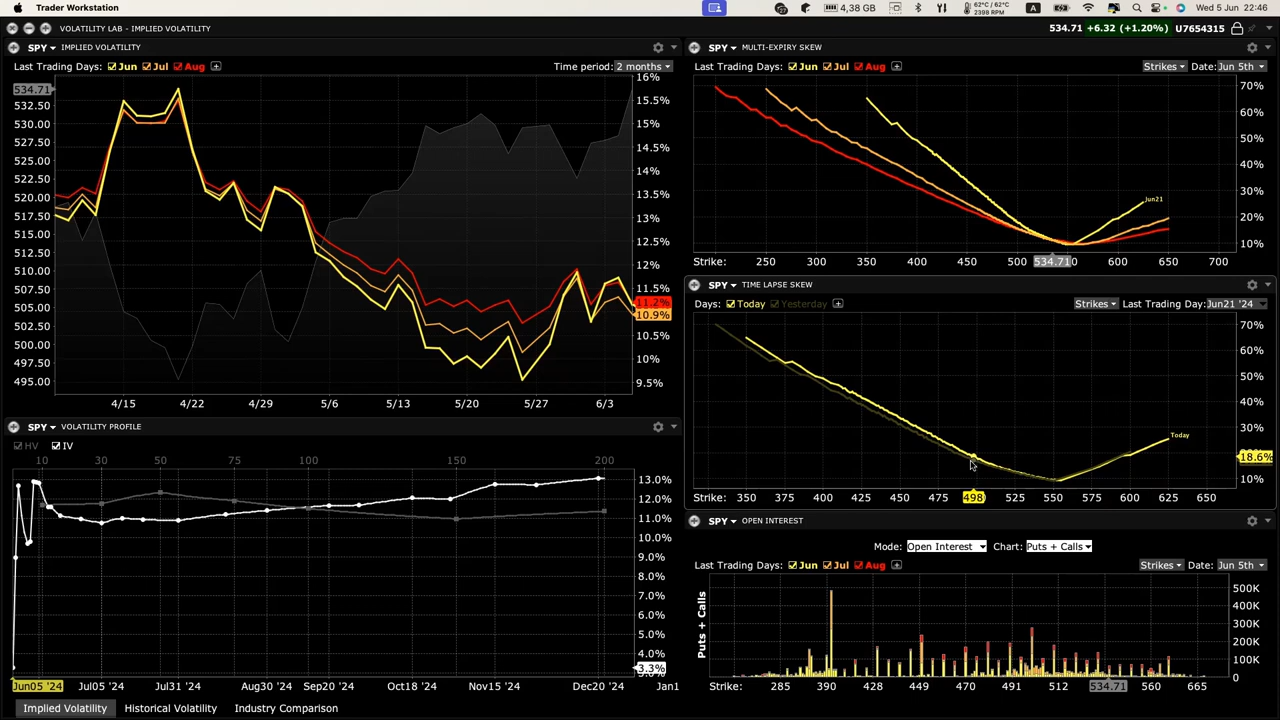 Trader Workstation
4,38 GB
62°C / 62°C
2398 RPM
A
Wed 5 Jun 22:46
VOLATILITY LAB - IMPLIED VOLATILITY
534.71 +6.32 (+1.20%) U7654315
SPY IMPLIED VOLATILITY
Last Trading Days: Jun Jul Aug
Time period: 2 months
534.71
532.50
530.00
527.50
525.00
522.50
520.00
517.50
515.00
512.50
510.00
507.50
505.00
502.50
500.00
497.50
495.00
16%
15.5%
15%
14.5%
14%
13.5%
13%
12.5%
12%
11.5%
11.2%
10.9%
10.5%
10%
9.5%
4/15 4/22 4/29 5/6 5/13 5/20 5/27 6/3
SPY VOLATILITY PROFILE
HV IV
10 30 50 75 100 150 200
13.0%
12.0%
11.0%
10.0%
9.0%
8.0%
7.0%
6.0%
5.0%
4.0%
3.3%
Jun05 '24 Jul05 '24 Jul31 '24 Aug30 '24 Sep20 '24 Oct18 '24 Nov15 '24 Dec20 '24 Jan1
Implied Volatility Historical Volatility Industry Comparison
SPY MULTI-EXPIRY SKEW
Last Trading Days: Jun Jul Aug
Strikes Date: Jun 5th
70%
60%
50%
40%
30%
20%
10%
Jun21
Strike: 250 300 350 400 450 500 534.71 0 600 650 700
SPY TIME LAPSE SKEW
Days: Today Yesterday
Strikes Last Trading Day: Jun21 '24
70%
60%
50%
40%
30%
18.6%
10%
Today
Strike: 350 375 400 425 450 475 498 525 550 575 600 625 650
SPY OPEN INTEREST
Mode: Open Interest Chart: Puts + Calls
Last Trading Days: Jun Jul Aug
Strikes Date: Jun 5th
Puts + Calls
500K
400K
300K
200K
100K
0
Strike: 285 390 428 449 470 491 512 534.71 560 665